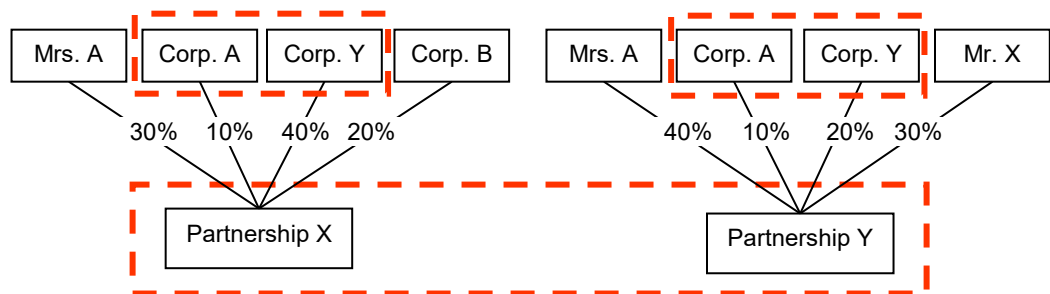 Mrs. A
Corp. A
Corp. Y
Corp. B
Mrs. A
Corp. A
Corp. Y
Mr. X
30%
10%
40%
20%
40%
10%
20%
30%
Partnership X
Partnership Y